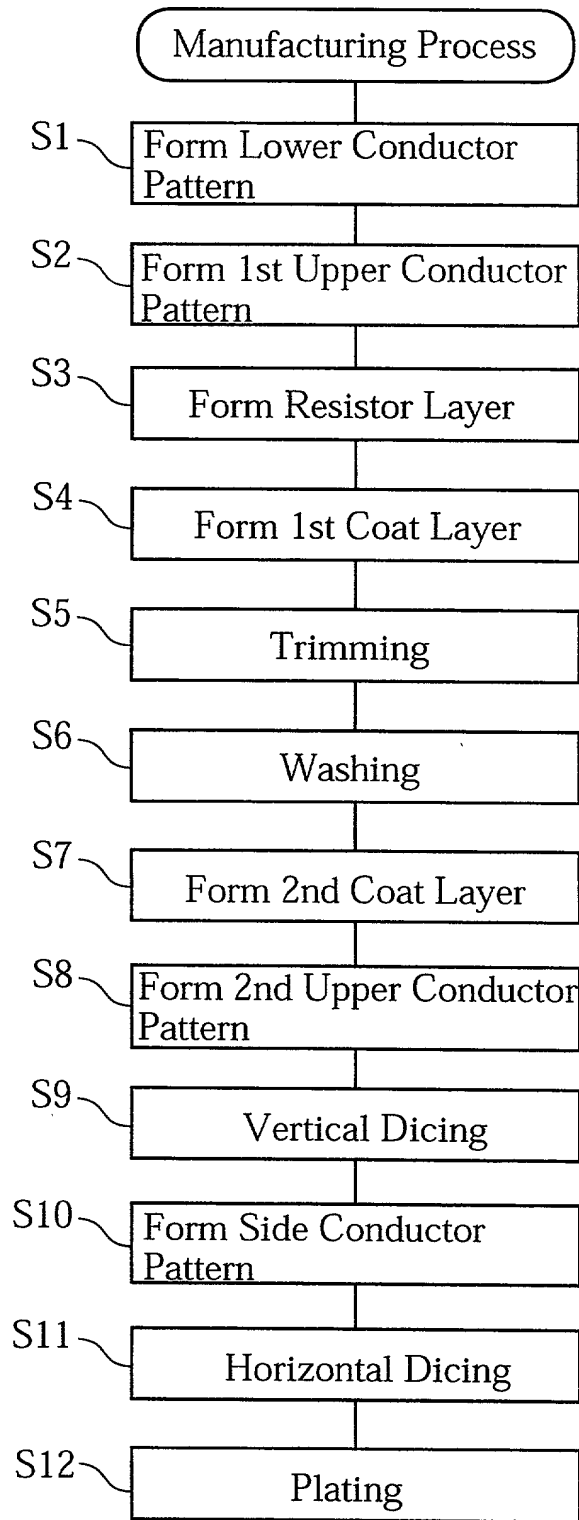 Manufacturing Process
S1
Form Lower Conductor
Pattern
S2
Form 1st Upper Conductor
Pattern
S3
Form Resistor Layer
S4
Form 1st Coat Layer
S5
Trimming
S6
Washing
S7
Form 2nd Coat Layer
S8
Form 2nd Upper Conductor
Pattern
S9
Vertical Dicing
S10
Form Side Conductor
Pattern
S11
Horizontal Dicing
S12
Plating